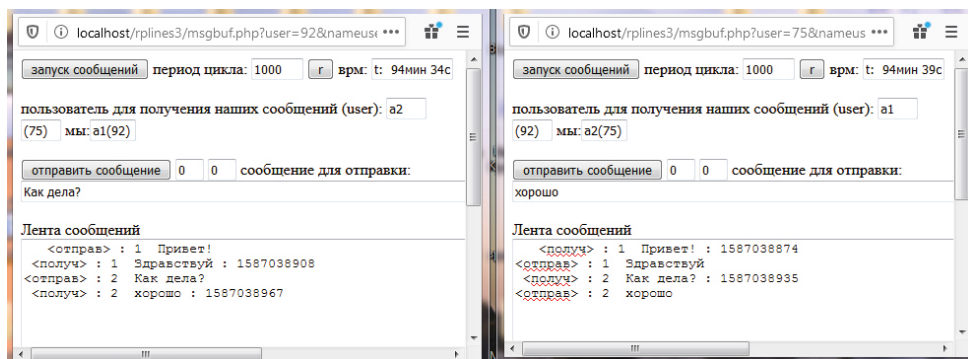 localhost/rplines3/msgbuf.php?user=92&nameuse •••
запуск сообщений период цикла: 1000 г врм: t: 94мин 34с
пользователь для получения наших сообщений (user): a2
(75) мы: a1(92)
отправить сообщение 0 0 сообщение для отправки:
Как дела?
Лента сообщений
<отправ> : 1 Привет!
<получ> : 1 Здравствуй : 1587038908
<отправ> : 2 Как дела?
<получ> : 2 хорошо : 1587038967
localhost/rplines3/msgbuf.php?user=75&nameus •••
запуск сообщений период цикла: 1000 г врм: t: 94мин 39с
пользователь для получения наших сообщений (user): a1
(92) мы: a2(75)
отправить сообщение 0 0 сообщение для отправки:
хорошо
Лента сообщений
<получ> : 1 Привет! : 1587038874
<отправ> : 1 Здравствуй
<получ> : 2 Как дела? : 1587038935
<отправ> : 2 хорошо